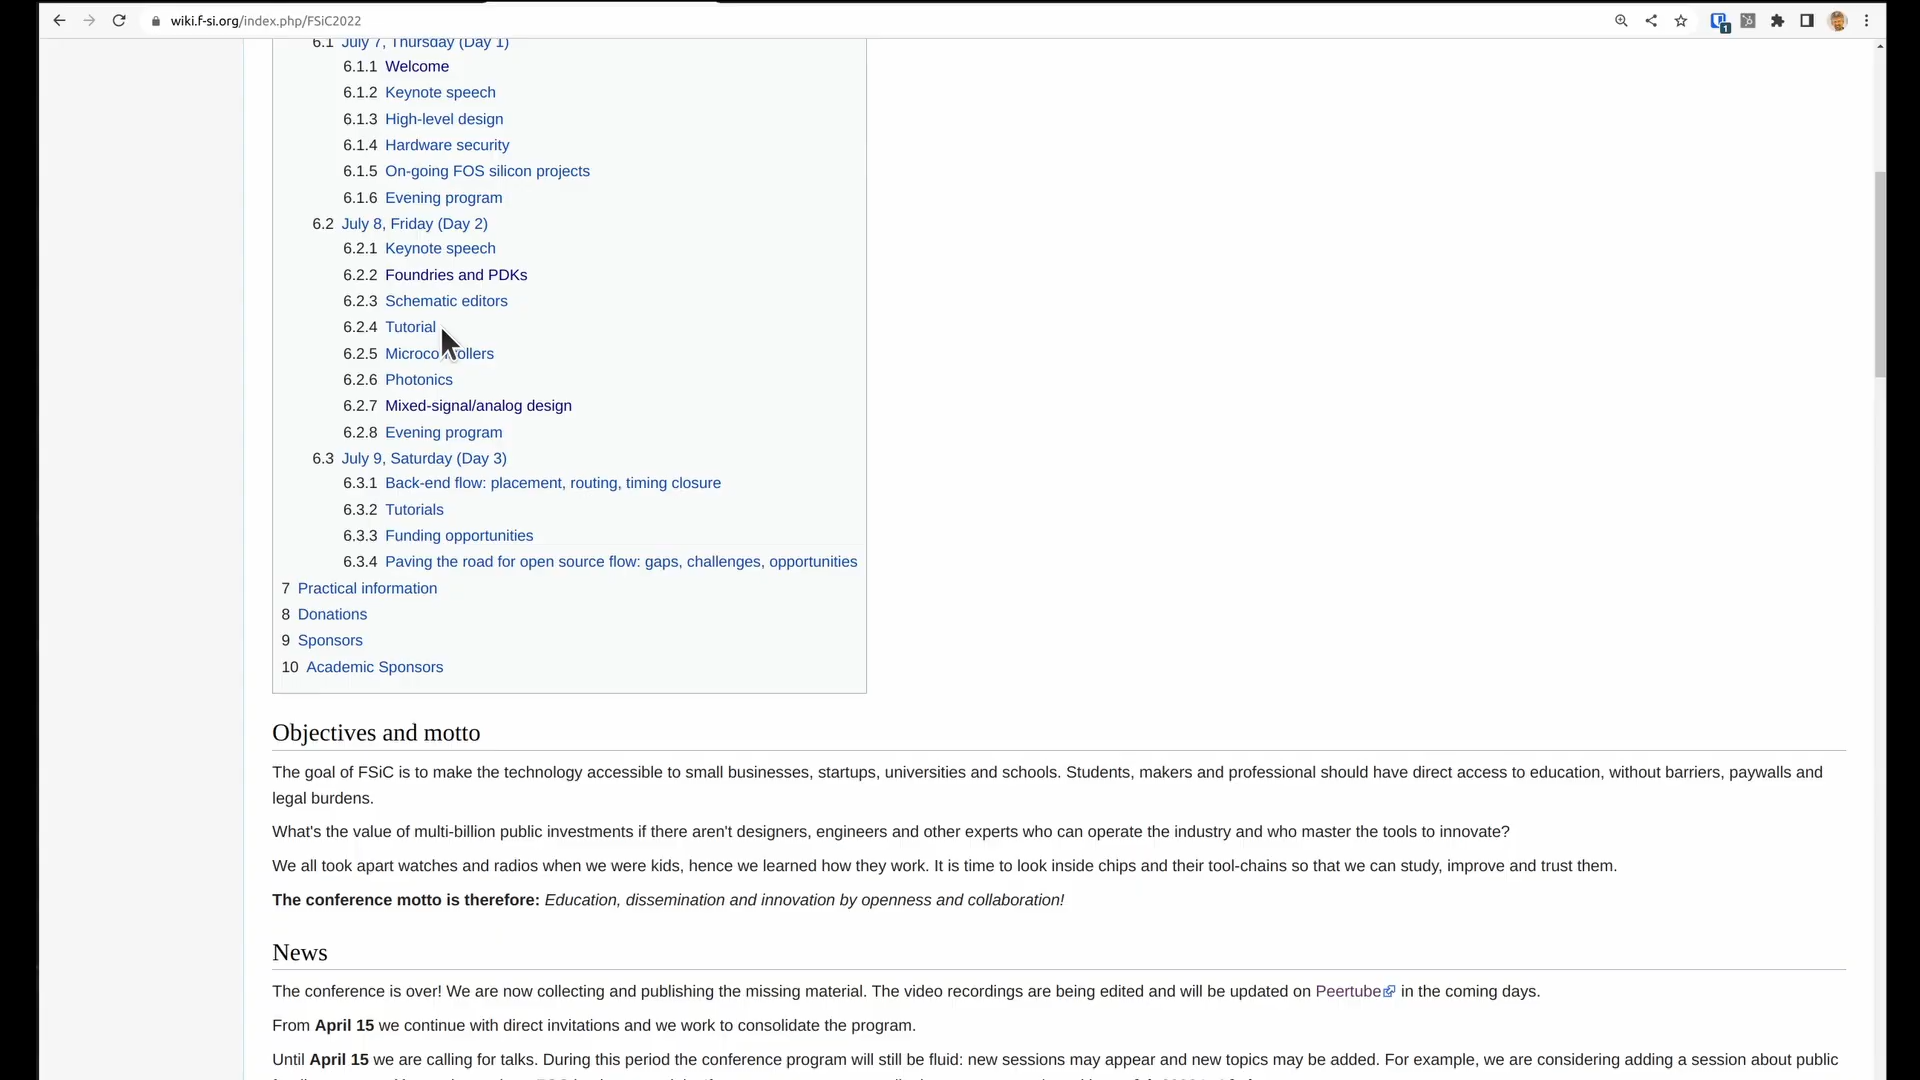 wiki.f-si.org/index.php/FSiC2022
1
6.1 July 7, Thursday (Day 1)
6.1.1 Welcome
6.1.2 Keynote speech
6.1.3 High-level design
6.1.4 Hardware security
6.1.5 On-going FOS silicon projects
6.1.6 Evening program
6.2 July 8, Friday (Day 2)
6.2.1 Keynote speech
6.2.2 Foundries and PDKs
6.2.3 Schematic editors
6.2.4 Tutorial
6.2.5 Microcontrollers
6.2.6 Photonics
6.2.7 Mixed-signal/analog design
6.2.8 Evening program
6.3 July 9, Saturday (Day 3)
6.3.1 Back-end flow: placement, routing, timing closure
6.3.2 Tutorials
6.3.3 Funding opportunities
6.3.4 Paving the road for open source flow: gaps, challenges, opportunities
7 Practical information
8 Donations
9 Sponsors
10 Academic Sponsors
Objectives and motto
The goal of FSiC is to make the technology accessible to small businesses, startups, universities and schools. Students, makers and professional should have direct access to education, without barriers, paywalls and
legal burdens.
What's the value of multi-billion public investments if there aren't designers, engineers and other experts who can operate the industry and who master the tools to innovate?
We all took apart watches and radios when we were kids, hence we learned how they work. It is time to look inside chips and their tool-chains so that we can study, improve and trust them.
The conference motto is therefore: Education, dissemination and innovation by openness and collaboration!
News
The conference is over! We are now collecting and publishing the missing material. The video recordings are being edited and will be updated on Peertube in the coming days.
From April 15 we continue with direct invitations and we work to consolidate the program.
Until April 15 we are calling for talks. During this period the conference program will still be fluid: new sessions may appear and new topics may be added. For example, we are considering adding a session about public